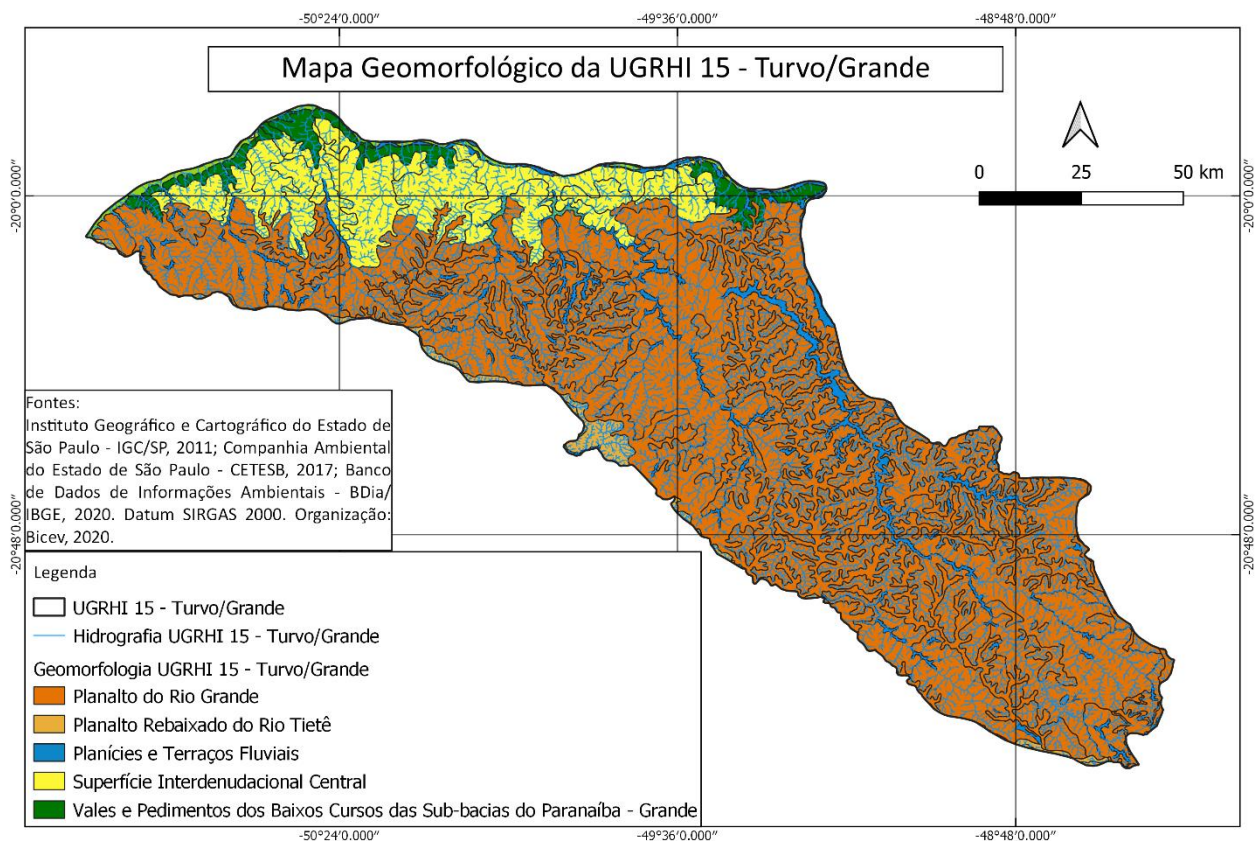 -50°24'0.000"
-49°36'0.000"
-48°48'0.000"
Mapa Geomorfológico da UGRHI 15 - Turvo/Grande
0
25
50 km
-20°0'0.000"
-20°0'0.000"
Fontes:
Instituto Geográfico e Cartográfico do Estado de
São Paulo - IGC/SP, 2011; Companhia Ambiental
do Estado de São Paulo - CETESB, 2017; Banco
de Dados de Informações Ambientais - BDia/
IBGE, 2020. Datum SIRGAS 2000. Organização:
Bicev, 2020.
-20°48'0.000"
-20°48'0.000"
Legenda
UGRHI 15 - Turvo/Grande
Hidrografia UGRHI 15 - Turvo/Grande
Geomorfologia UGRHI 15 - Turvo/Grande
Planalto do Rio Grande
Planalto Rebaixado do Rio Tietê
Planícies e Terraços Fluviais
Superfície Interdenudacional Central
Vales e Pedimentos dos Baixos Cursos das Sub-bacias do Paranaíba - Grande
-50°24'0.000"
-49°36'0.000"
-48°48'0.000"